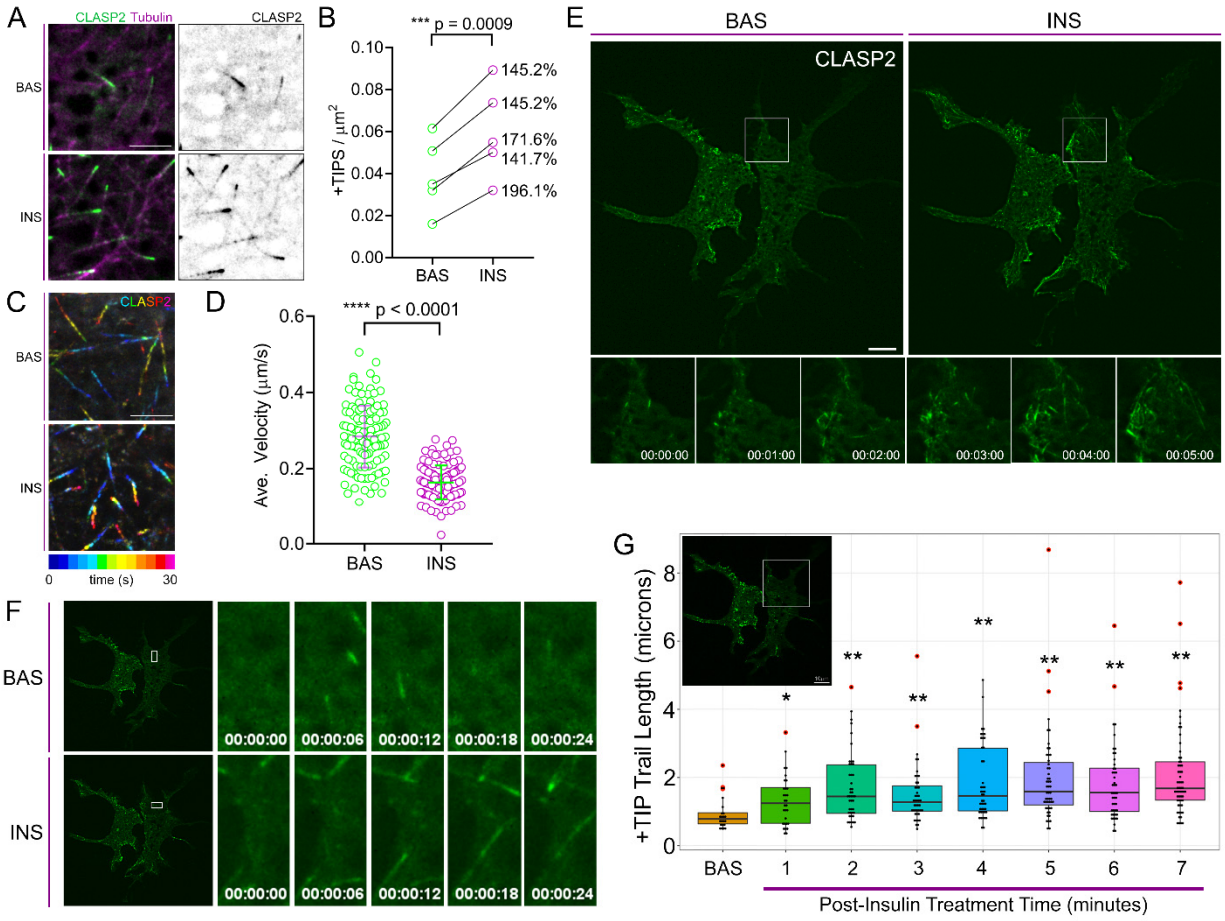 A
CLASP2 Tubulin
CLASP2
BAS
INS
B
*** p = 0.0009
+TIPS / μm²
0.10
0.08
0.06
0.04
0.02
0.00
145.2%
145.2%
171.6%
141.7%
196.1%
BAS INS
C
CLASP2
BAS
INS
0 time (s) 30
D
**** p < 0.0001
Ave. Velocity (μm/s)
0.6
0.4
0.2
0.0
BAS INS
E
BAS INS
CLASP2
00:00:00 00:01:00 00:02:00 00:03:00 00:04:00 00:05:00
F
BAS
00:00:00 00:00:06 00:00:12 00:00:18 00:00:24
INS
00:00:00 00:00:06 00:00:12 00:00:18 00:00:24
G
+TIP Trail Length (microns)
8
6
4
2
0
* ** ** ** ** ** **
BAS 1 2 3 4 5 6 7
Post-Insulin Treatment Time (minutes)